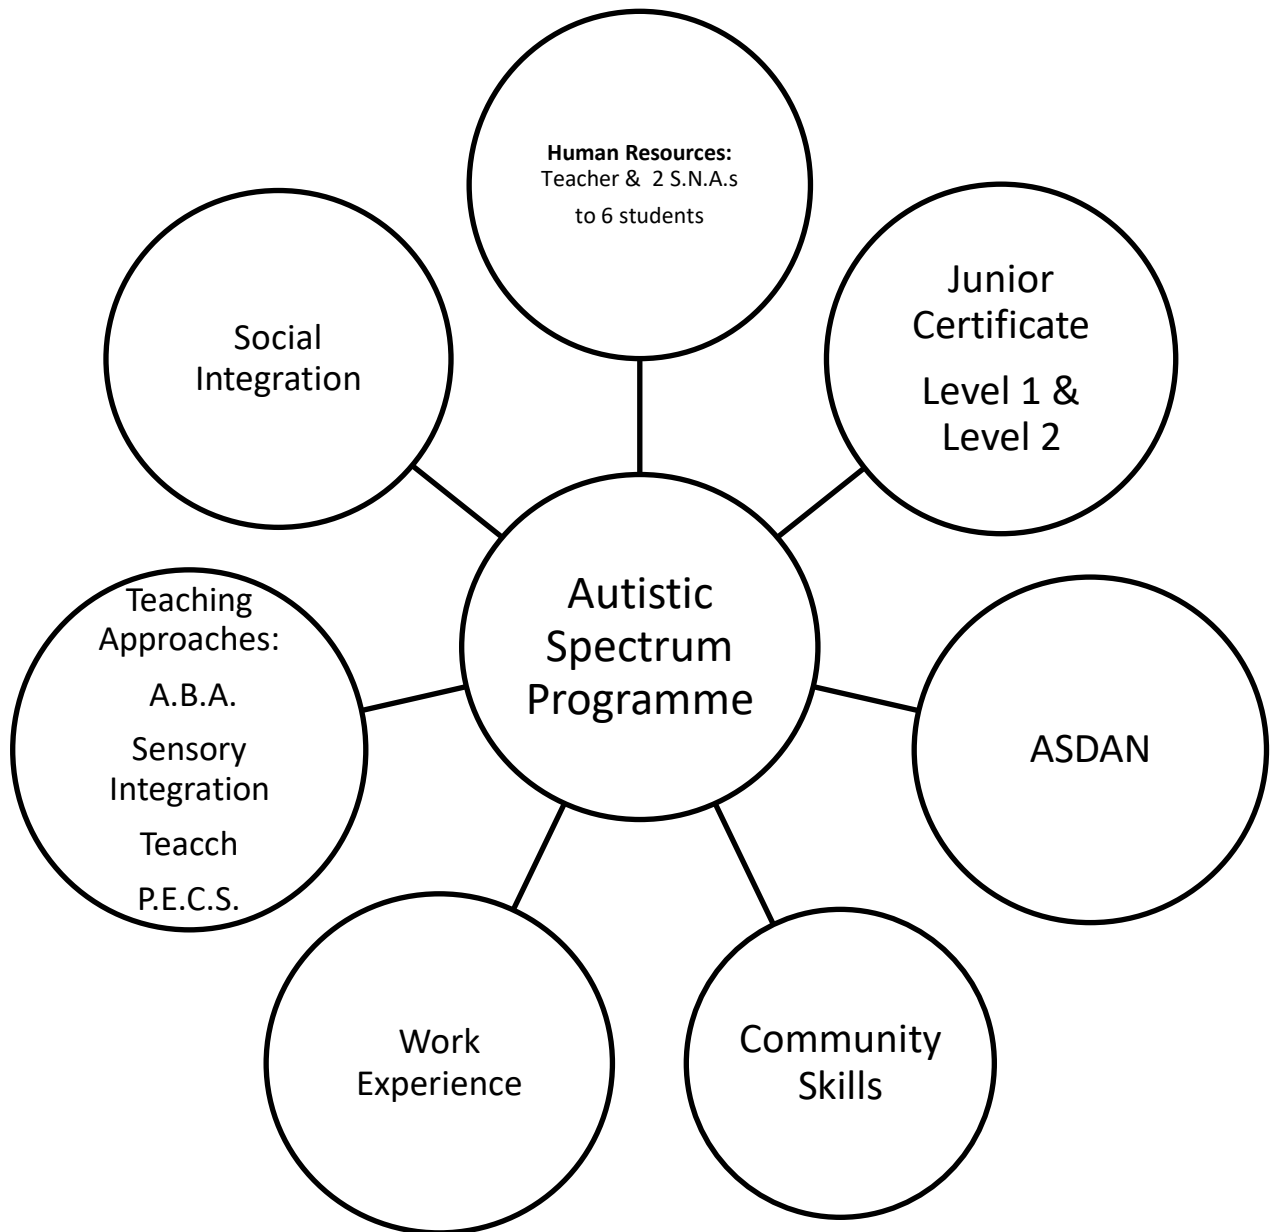 Human Resources:
Teacher & 2 S.N.A.s
to 6 students
Junior
Certificate
Level 1 &
Level 2
Social
Integration
Autistic
Spectrum
Programme
Teaching
Approaches:
A.B.A.
Sensory
Integration
Teacch
P.E.C.S.
ASDAN
Work
Experience
Community
Skills